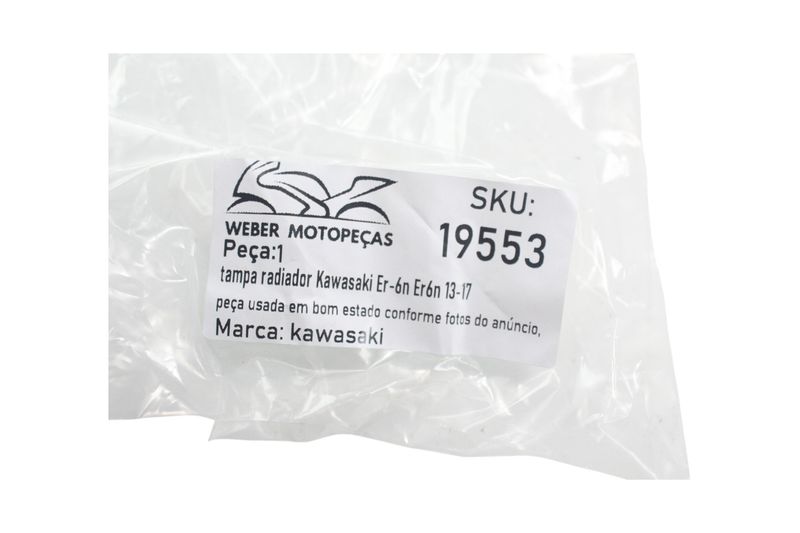 WEBER MOTOPEÇAS
SKU:
19553
Peça:1
tampa radiador Kawasaki Er-6n Er6n 13-17
peça usada em bom estado conforme fotos do anúncio,
Marca: kawasaki